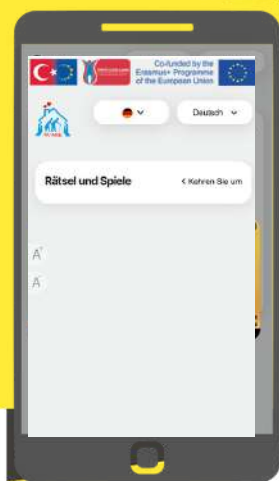 Co-funded by the
Erasmus+ Programme
of the European Union
Deutsch
Rätsel und Spiele
< Kehren Sie um
A+
A-